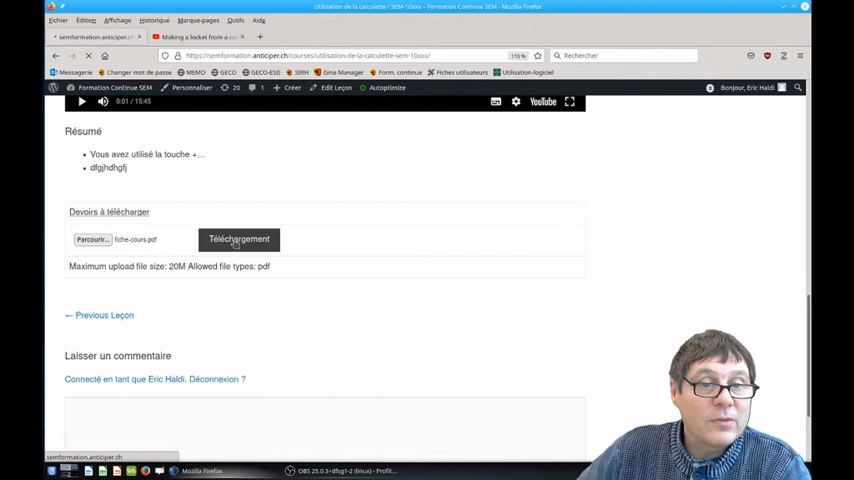 Utilisation de la calculette / SEM-10xxx – Formation Continue SEM - Mozilla Firefox
Fichier Édition Affichage Historique Marque-pages Outils Aide
semformation.anticiper.ch/
Making a locket from a co
https://semformation.anticiper.ch/courses/utilisation-de-la-calculette-sem-10xxx/
110 %
Rechercher
Messagerie Changer mot de passe MEMO GECO GECO-ESII SIRH Gina Manager Form. continue Fiches utilitaires Utilisation-logiciel
Formation Continue SEM Personnaliser 20 1 Créer Edit Leçon Autoptimize 0 Bonjour, Eric Haldi
0:01 / 15:45 YouTube
Résumé
Vous avez utilisé la touche +…
dfgjhdhgfj
Devoirs à télécharger
Parcourir... fiche-cours.pdf Téléchargement
Maximum upload file size: 20M Allowed file types: pdf
← Previous Leçon
Laisser un commentaire
Connecté en tant que Eric Haldi. Déconnexion ?
semformation.anticiper.ch
2
Mozilla Firefox
OBS 25.0.3+dfsg1-2 (linux) - Profil...